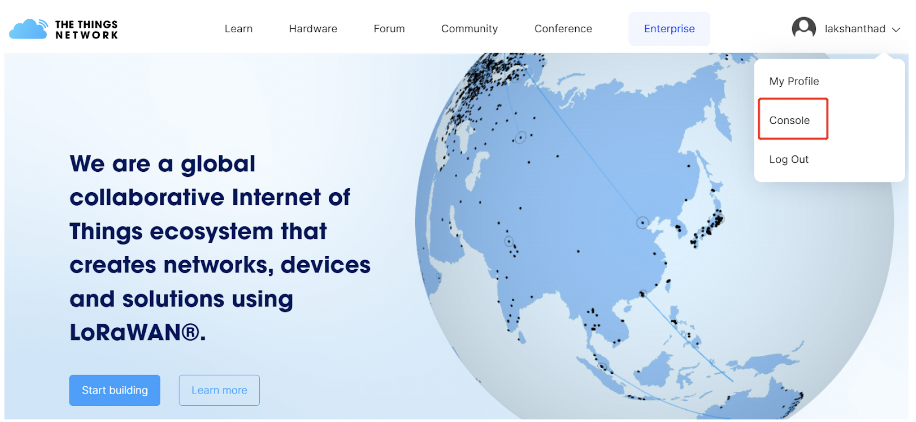 THE THINGS
NETWORK
Learn
Hardware
Forum
Community
Conference
Enterprise
lakshanthad
My Profile
Console
Log Out
We are a global
collaborative Internet of
Things ecosystem that
creates networks, devices
and solutions using
LoRaWAN®.
Start building
Learn more